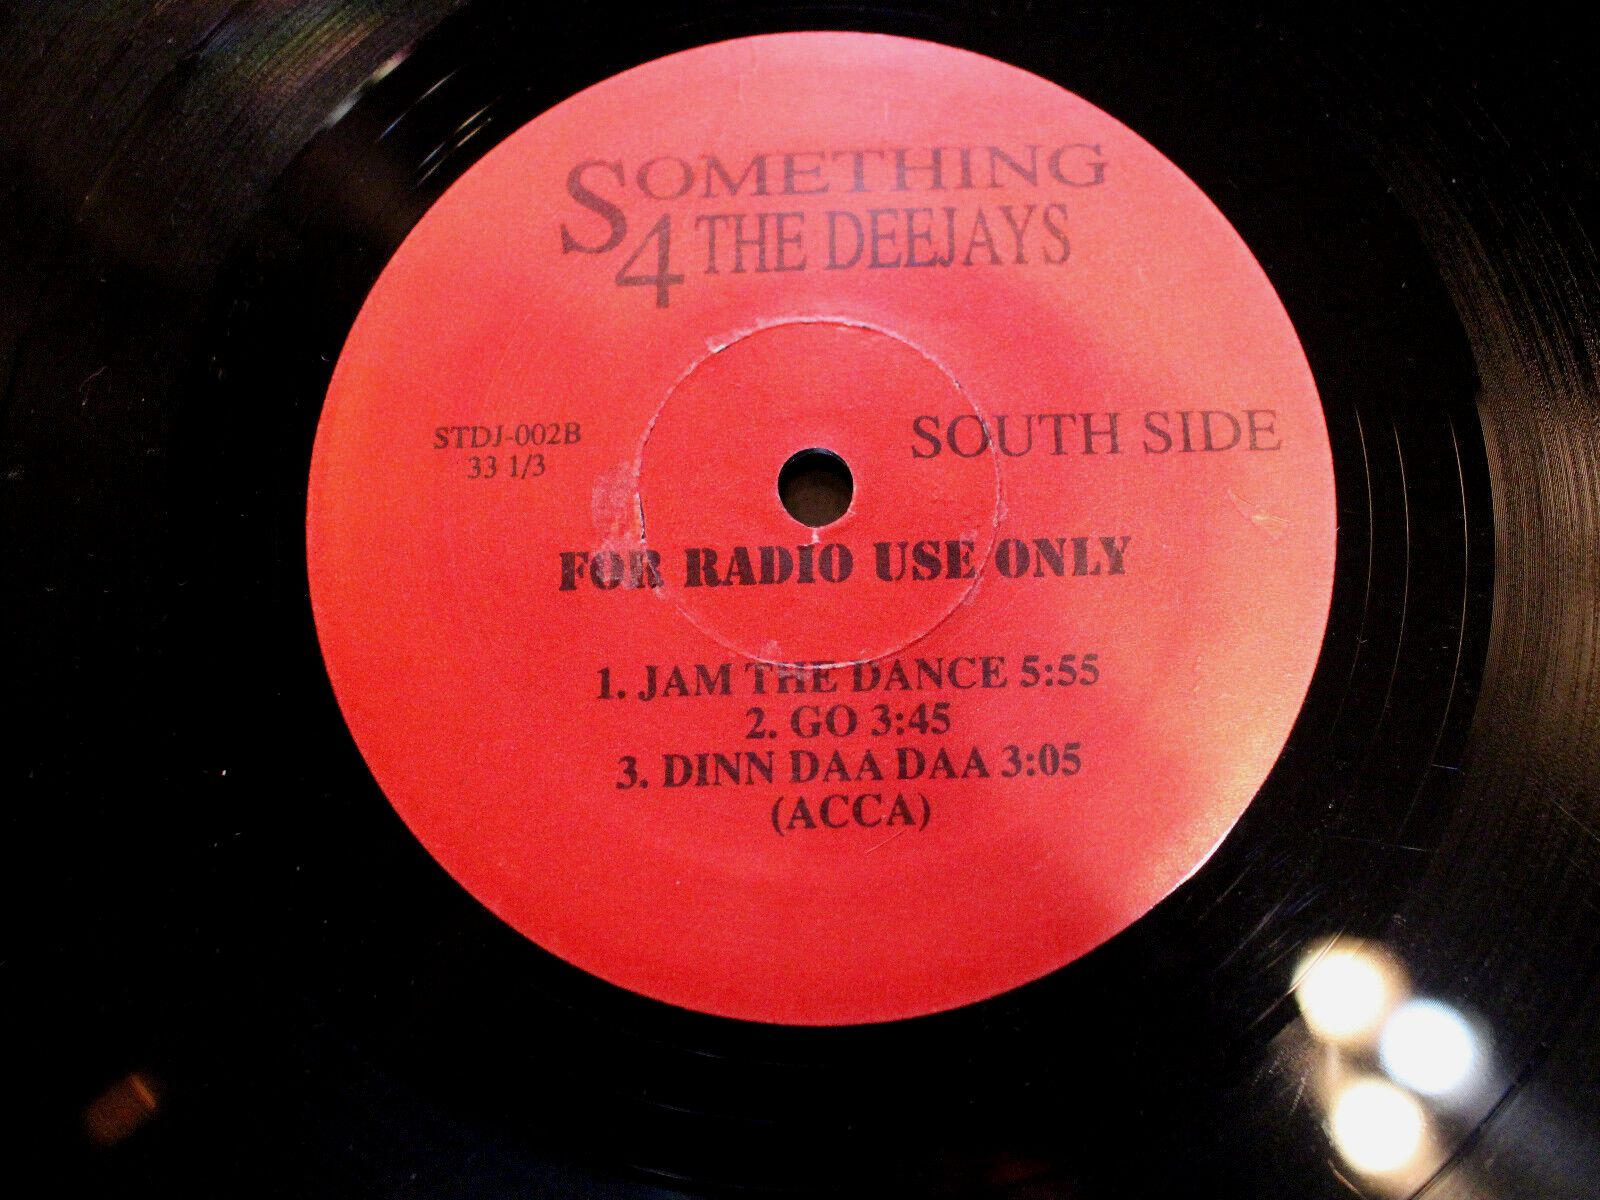 SOMETHING
4 THE DEEJAYS
STDJ-002B
33 1/3
SOUTH SIDE
FOR RADIO USE ONLY
1. JAM THE DANCE 5:55
2. GO 3:45
3. DINN DAA DAA 3:05
(ACCA)